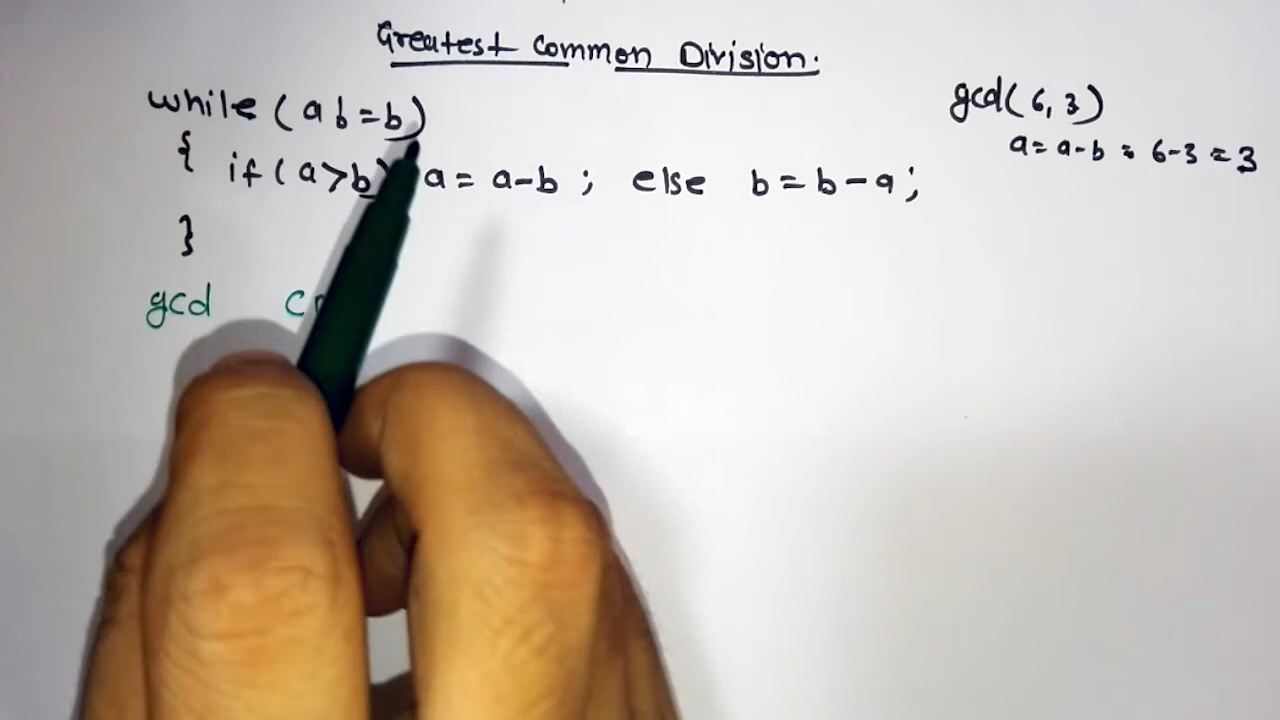 Greatest Common Division.
while (a b = b)
{ if (a > b) a = a - b ; else b = b - a ;
}
gcd
gcd(6, 3)
a = a - b = 6 - 3 = 3